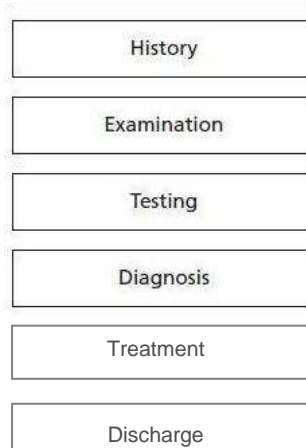 History
Examination
Testing
Diagnosis
Treatment
Discharge